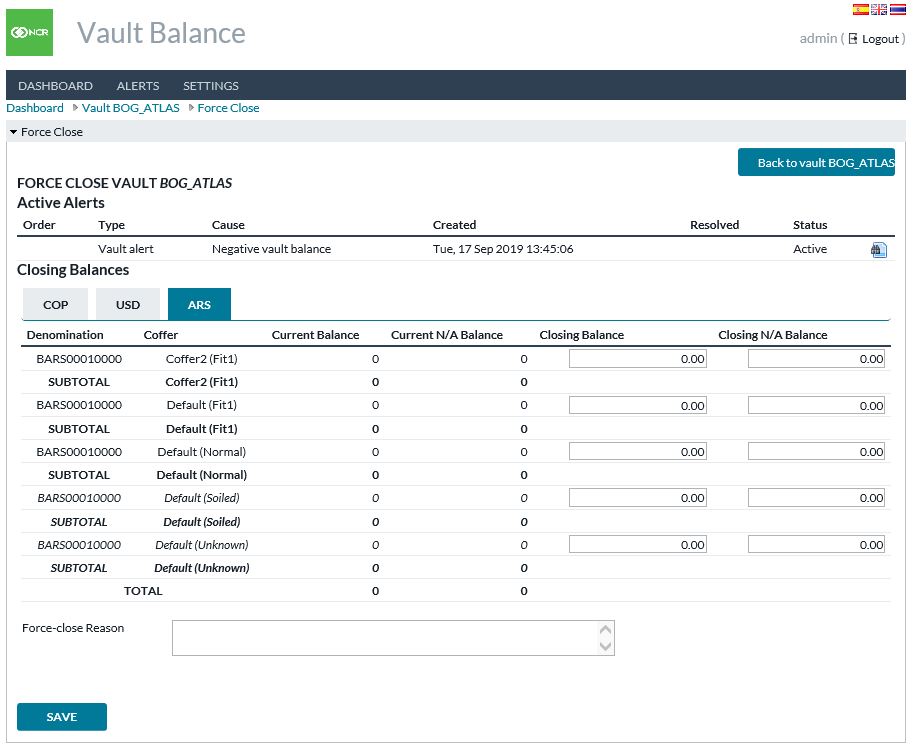 NCR
Vault Balance
admin ( Logout )
DASHBOARD ALERTS SETTINGS
Dashboard Vault BOG_ATLAS Force Close
Force Close
Back to vault BOG_ATLAS
FORCE CLOSE VAULT BOG_ATLAS
Active Alerts
Order Type Cause Created Resolved Status
Vault alert Negative vault balance Tue, 17 Sep 2019 13:45:06 Active
Closing Balances
COP USD ARS
Denomination Coffer Current Balance Current N/A Balance Closing Balance Closing N/A Balance
BARS00010000 Coffer2 (Fit1) 0 0 0.00 0.00
SUBTOTAL Coffer2 (Fit1) 0 0
BARS00010000 Default (Fit1) 0 0 0.00 0.00
SUBTOTAL Default (Fit1) 0 0
BARS00010000 Default (Normal) 0 0 0.00 0.00
SUBTOTAL Default (Normal) 0 0
BARS00010000 Default (Soiled) 0 0 0.00 0.00
SUBTOTAL Default (Soiled) 0 0
BARS00010000 Default (Unknown) 0 0 0.00 0.00
SUBTOTAL Default (Unknown) 0 0
TOTAL 0 0
Force-close Reason
SAVE